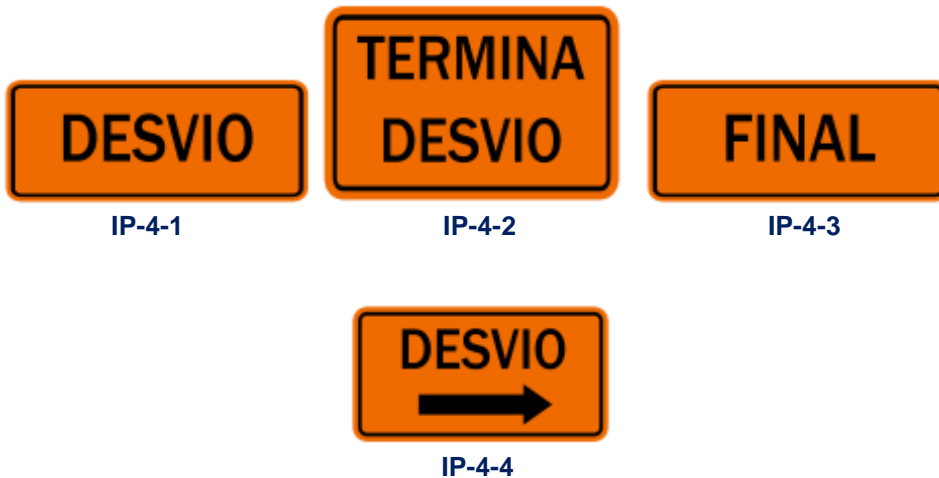 DESVIO
IP-4-1
TERMINA
DESVIO
IP-4-2
FINAL
IP-4-3
DESVIO
IP-4-4